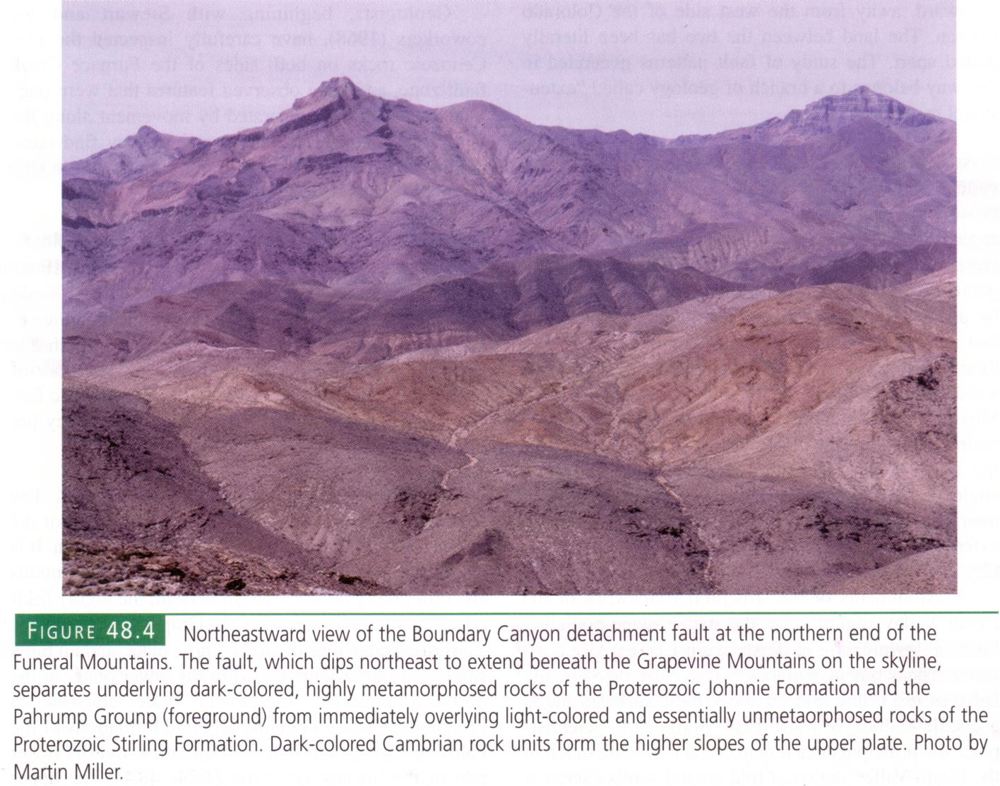 FIGURE 48.4 Northeastward view of the Boundary Canyon detachment fault at the northern end of the
Funeral Mountains. The fault, which dips northeast to extend beneath the Grapevine Mountains on the skyline,
separates underlying dark-colored, highly metamorphosed rocks of the Proterozoic Johnnie Formation and the
Pahrump Grounp (foreground) from immediately overlying light-colored and essentially unmetaorphosed rocks of the
Proterozoic Stirling Formation. Dark-colored Cambrian rock units form the higher slopes of the upper plate. Photo by
Martin Miller.